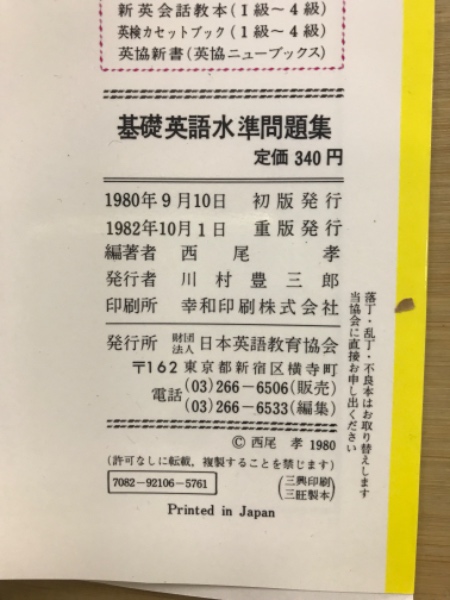 新英会話教本(1級～4級)
英検カセットブック(1級～4級)
英協新書(英協ニューブックス)
基礎英語水準問題集
定価 340円
1980年9月10日 初版発行
1982年10月1日 重版発行
編著者 西尾 孝
発行者 川村豊三郎
印刷所 幸和印刷株式会社
発行所 財団法人 日本英語教育協会
〒162 東京都新宿区横寺町
電話 (03)266-6506(販売)
(03)266-6533(編集)
落丁・乱丁・不良本はお取り替えします
当協会に直接お申し出ください
© 西尾 孝 1980
(許可なしに転載，複製することを禁じます)
7082-92106-5761
(三興印刷
三旺製本)
Printed in Japan